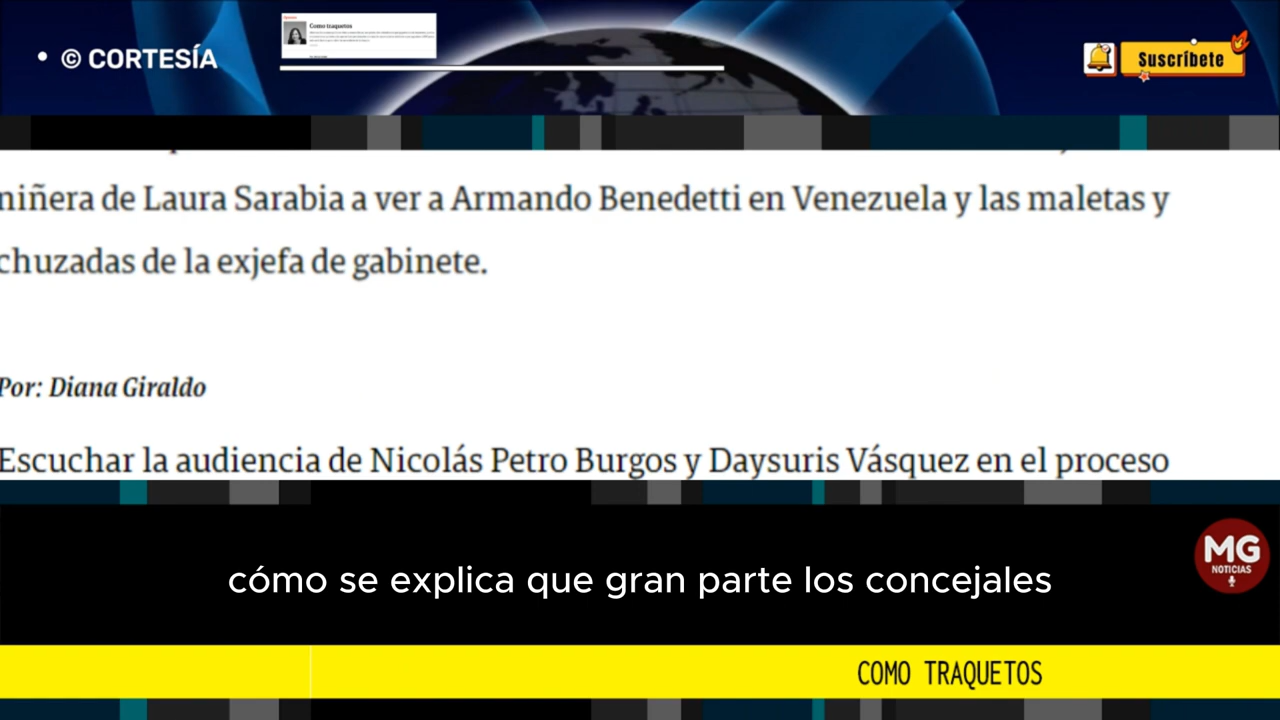 • © CORTESÍA
Como traquetos
Suscríbete
niñera de Laura Sarabia a ver a Armando Benedetti en Venezuela y las maletas y
chuzadas de la exjefa de gabinete.
Por: Diana Giraldo
Escuchar la audiencia de Nicolás Petro Burgos y Daysuris Vásquez en el proceso
cómo se explica que gran parte los concejales
MG
NOTICIAS
COMO TRAQUETOS